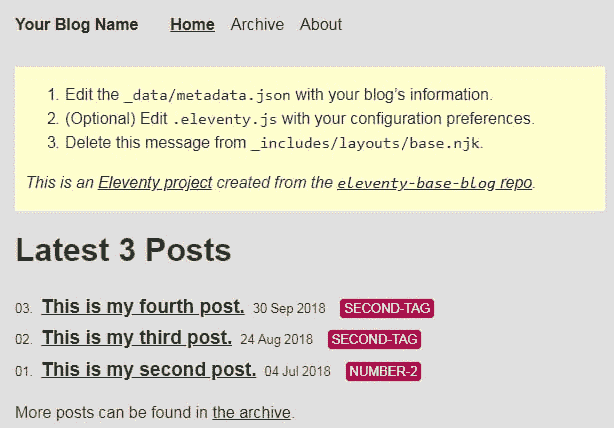 Your Blog Name Home Archive About
1. Edit the _data/metadata.json with your blog’s information.
2. (Optional) Edit .eleventy.js with your configuration preferences.
3. Delete this message from _includes/layouts/base.njk.
This is an Eleventy project created from the eleventy-base-blog repo.
Latest 3 Posts
03. This is my fourth post. 30 Sep 2018 SECOND-TAG
02. This is my third post. 24 Aug 2018 SECOND-TAG
01. This is my second post. 04 Jul 2018 NUMBER-2
More posts can be found in the archive.